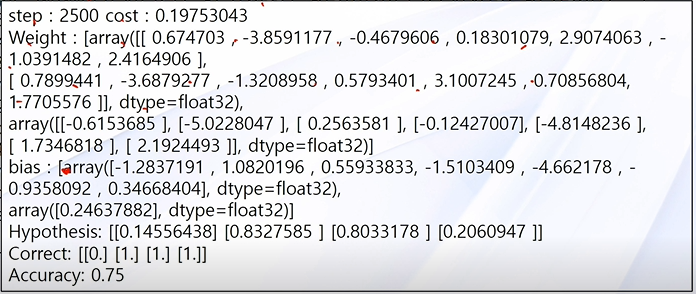 step : 2500 cost : 0.19753043
Weight : [array([[ 0.674703 , -3.8591177 , -0.4679606 , 0.18301079, 2.9074063 , -
1.0391482 , 2.4164906 ],
[ 0.7899441 , -3.6879277 , -1.3208958 , 0.5793401 , 3.1007245 , -0.70856804,
1.7705576 ]], dtype=float32),
array([[-0.6153685 ], [-5.0228047 ], [ 0.2563581 ], [-0.12427007], [-4.8148236 ],
[ 1.7346818 ], [ 2.1924493 ]], dtype=float32)]
bias : [array([-1.2837191 , 1.0820196 , 0.55933833, -1.5103409 , -4.662178 , -
0.9358092 , 0.34668404], dtype=float32),
array([0.24637882], dtype=float32)]
Hypothesis: [[0.14556438] [0.8327585 ] [0.8033178 ] [0.2060947 ]]
Correct: [[0.] [1.] [1.] [1.]]
Accuracy: 0.75